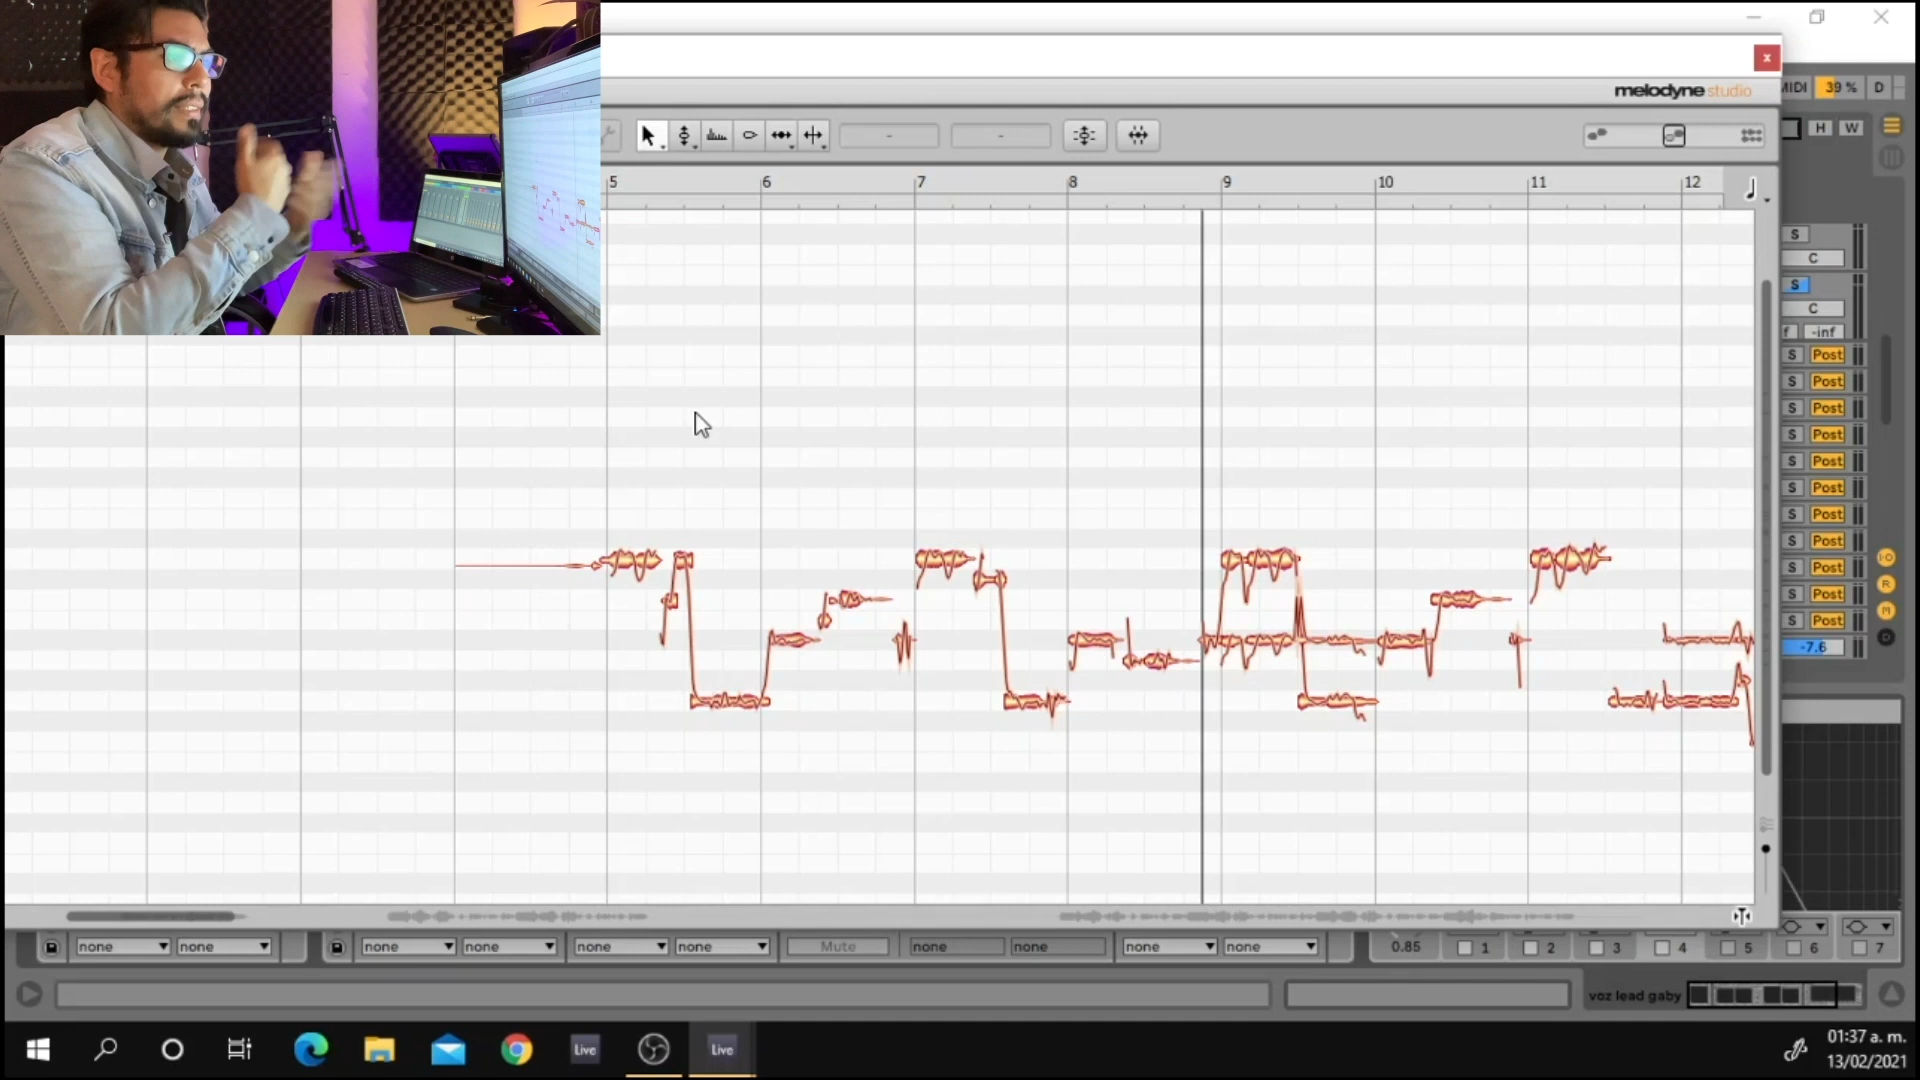 melodyne studio
MIDI 39 % D
H W
- -
5 6 7 8 9 10 11 12
S
C
S
C
f -inf
S Post
S Post
S Post
S Post
S Post
S Post
S Post
S Post
S Post
S Post
S Post
-7.6
none none none none none none Mute none none none none 0.85 1 2 3 4 5 6 7
voz lead gaby
Live Live
01:37 a. m.
13/02/2021